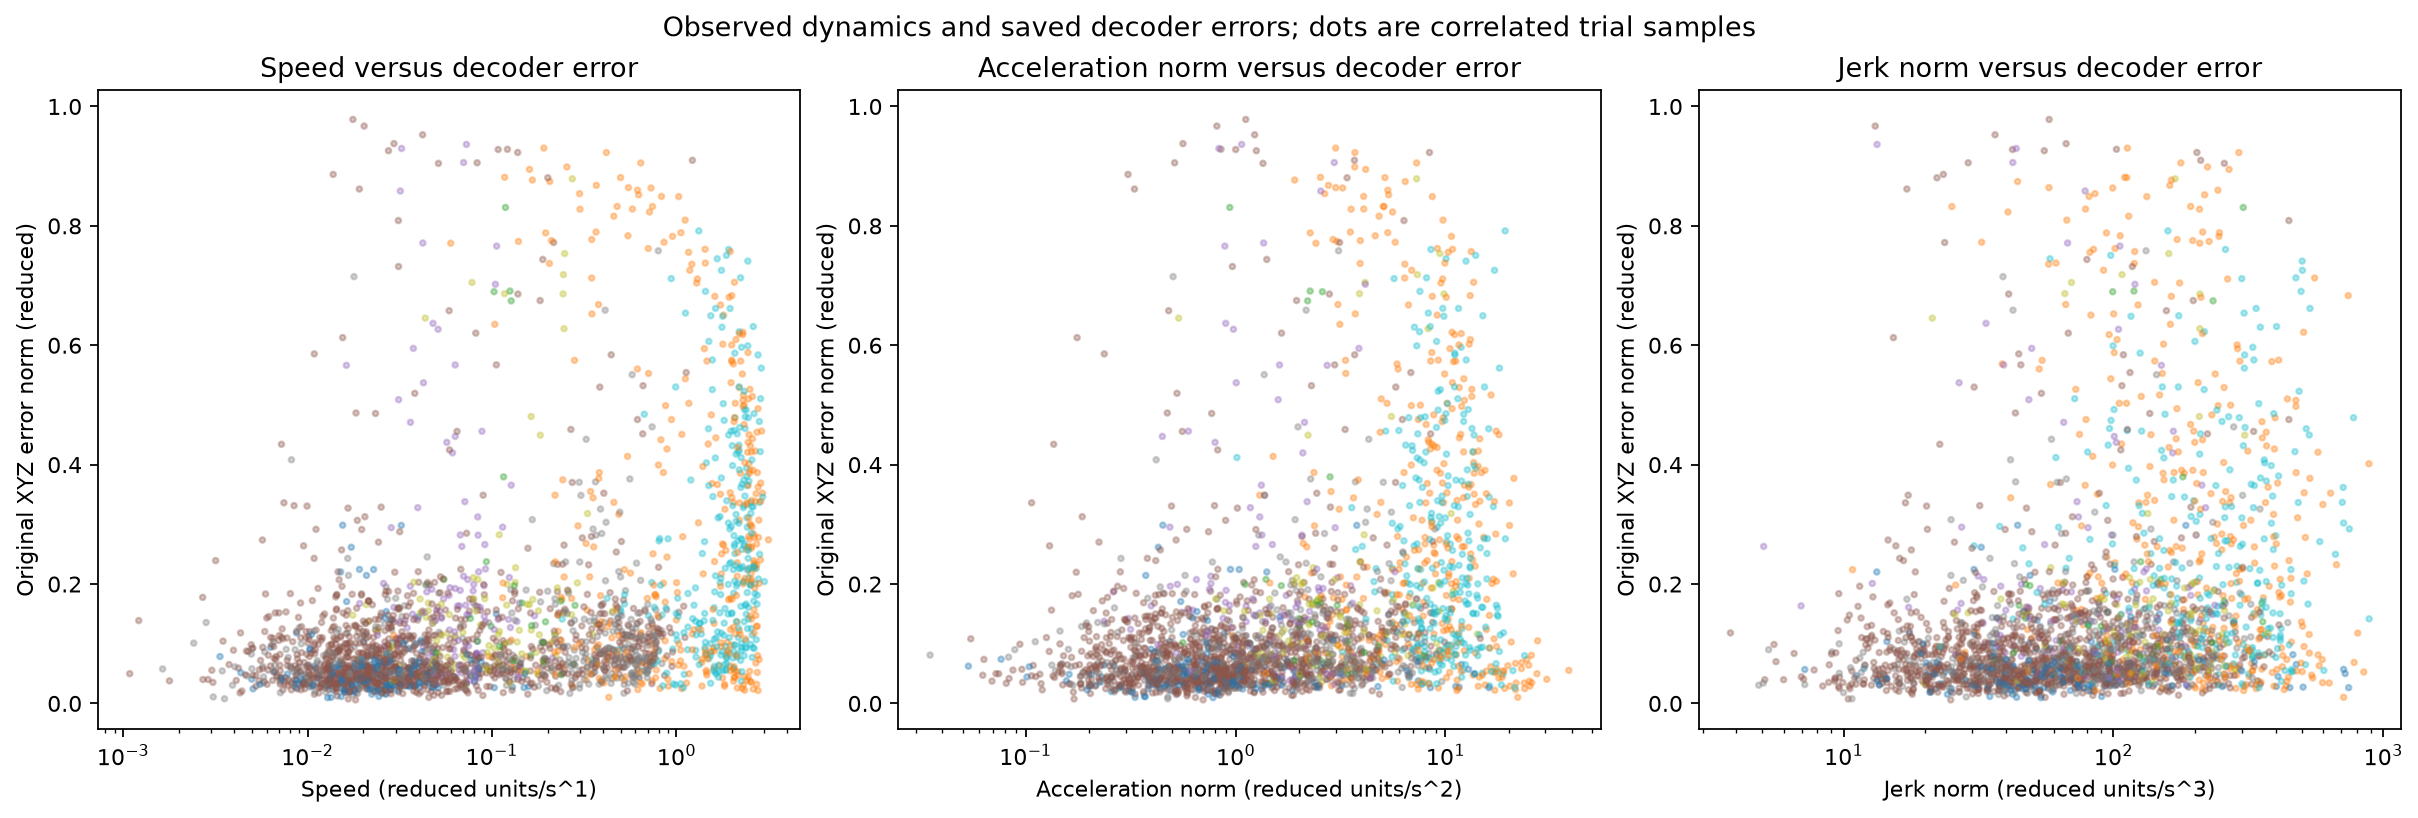 Observed dynamics and saved decoder errors; dots are correlated trial samples
Speed versus decoder error
Original XYZ error norm (reduced)
1.0
0.8
0.6
0.4
0.2
0.0
10^-3
10^-2
10^-1
10^0
Speed (reduced units/s^1)
Acceleration norm versus decoder error
Original XYZ error norm (reduced)
1.0
0.8
0.6
0.4
0.2
0.0
10^-1
10^0
10^1
Acceleration norm (reduced units/s^2)
Jerk norm versus decoder error
Original XYZ error norm (reduced)
1.0
0.8
0.6
0.4
0.2
0.0
10^1
10^2
10^3
Jerk norm (reduced units/s^3)